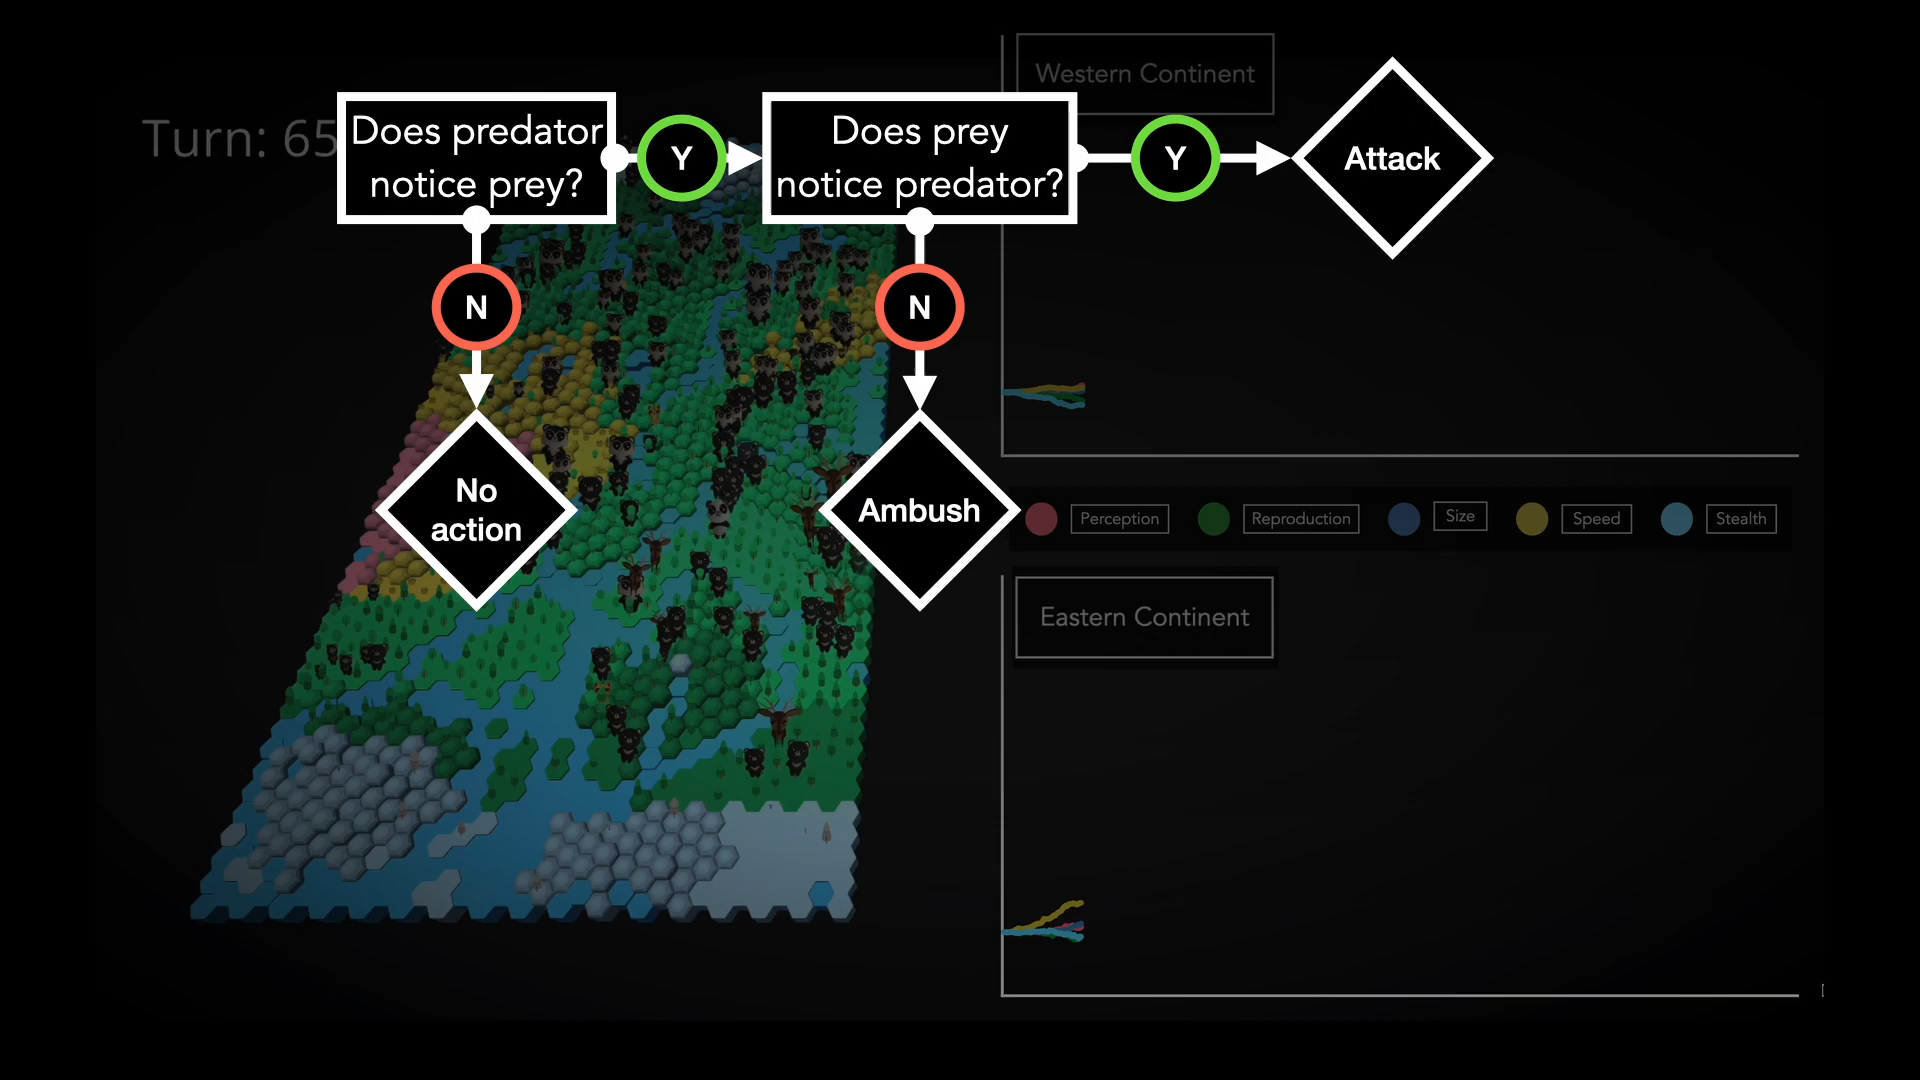 Western Continent
Turn: 65
Does predator
notice prey?
Y
Does prey
notice predator?
Y
Attack
N
N
No
action
Ambush
Perception
Reproduction
Size
Speed
Stealth
Eastern Continent